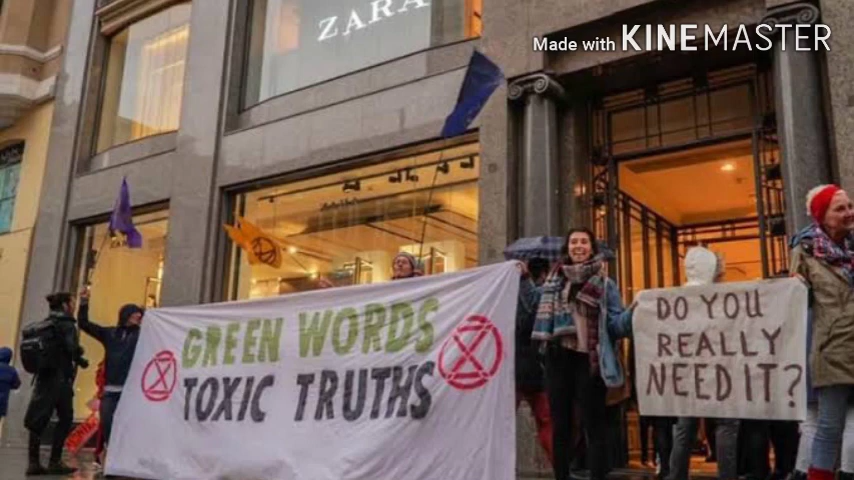 ZARA
Made with KINEMASTER
GREEN WORDS
TOXIC TRUTHS
DO YOU
REALLY
NEED IT?